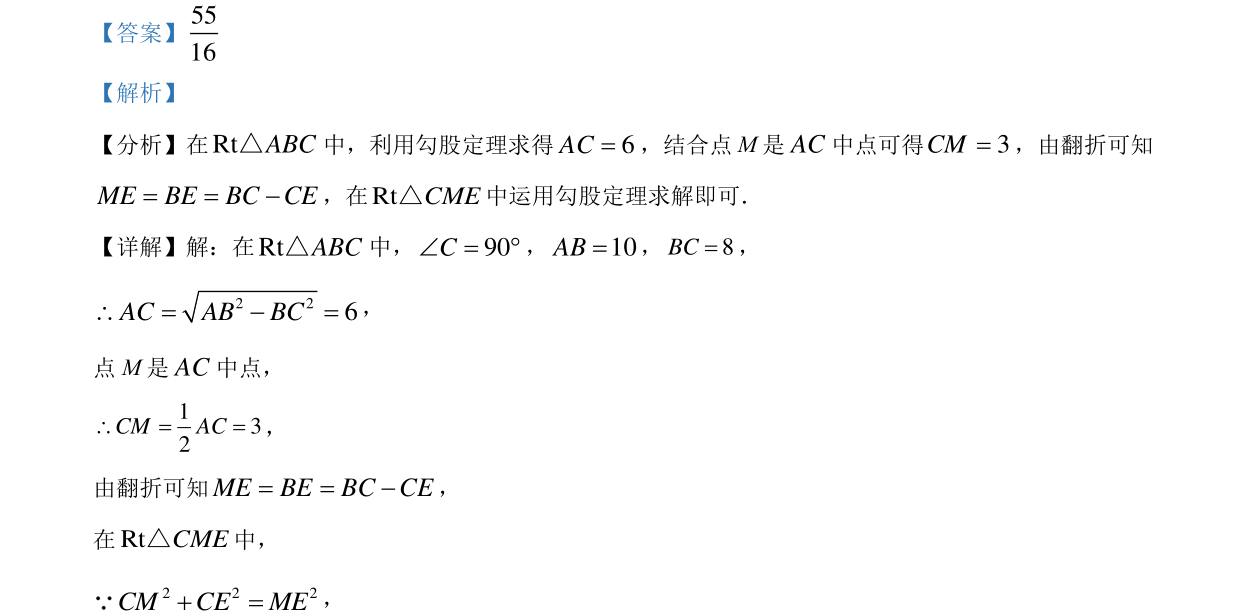 【答案】55/16
【解析】
【分析】在Rt△ABC中，利用勾股定理求得AC=6，结合点M是AC中点可得CM=3，由翻折可知
ME=BE=BC−CE，在Rt△CME中运用勾股定理求解即可.
【详解】解：在Rt△ABC中，∠C=90°，AB=10，BC=8，
∴AC=√(AB²−BC²)=6，
点M是AC中点，
∴CM=1/2AC=3，
由翻折可知ME=BE=BC−CE，
在Rt△CME中，
∵CM²+CE²=ME²，